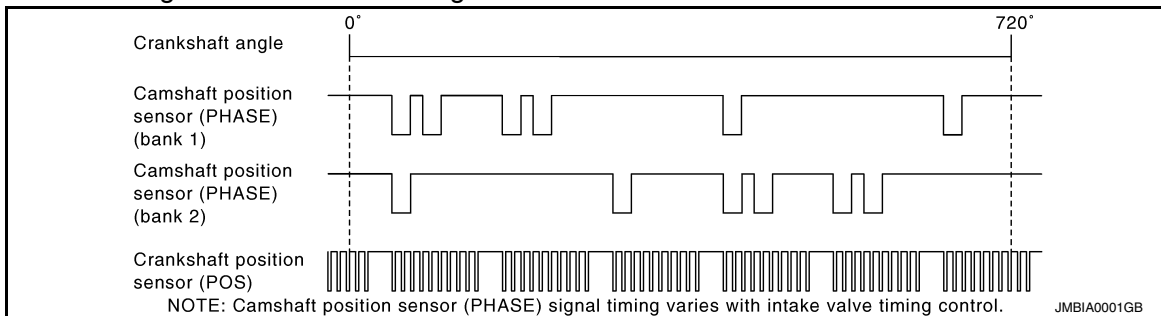 0˚ 720˚
Crankshaft angle
Camshaft position
sensor (PHASE)
(bank 1)
Camshaft position
sensor (PHASE)
(bank 2)
Crankshaft position
sensor (POS)
NOTE: Camshaft position sensor (PHASE) signal timing varies with intake valve timing control.
JMBIA0001GB